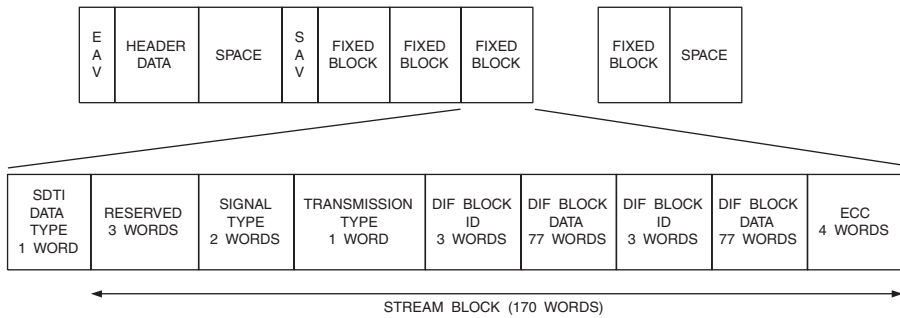 E
A
V
HEADER
DATA
SPACE
S
A
V
FIXED
BLOCK
FIXED
BLOCK
FIXED
BLOCK
FIXED
BLOCK
SPACE
SDTI
DATA
TYPE
1 WORD
RESERVED
3 WORDS
SIGNAL
TYPE
2 WORDS
TRANSMISSION
TYPE
1 WORD
DIF BLOCK
ID
3 WORDS
DIF BLOCK
DATA
77 WORDS
DIF BLOCK
ID
3 WORDS
DIF BLOCK
DATA
77 WORDS
ECC
4 WORDS
STREAM BLOCK (170 WORDS)